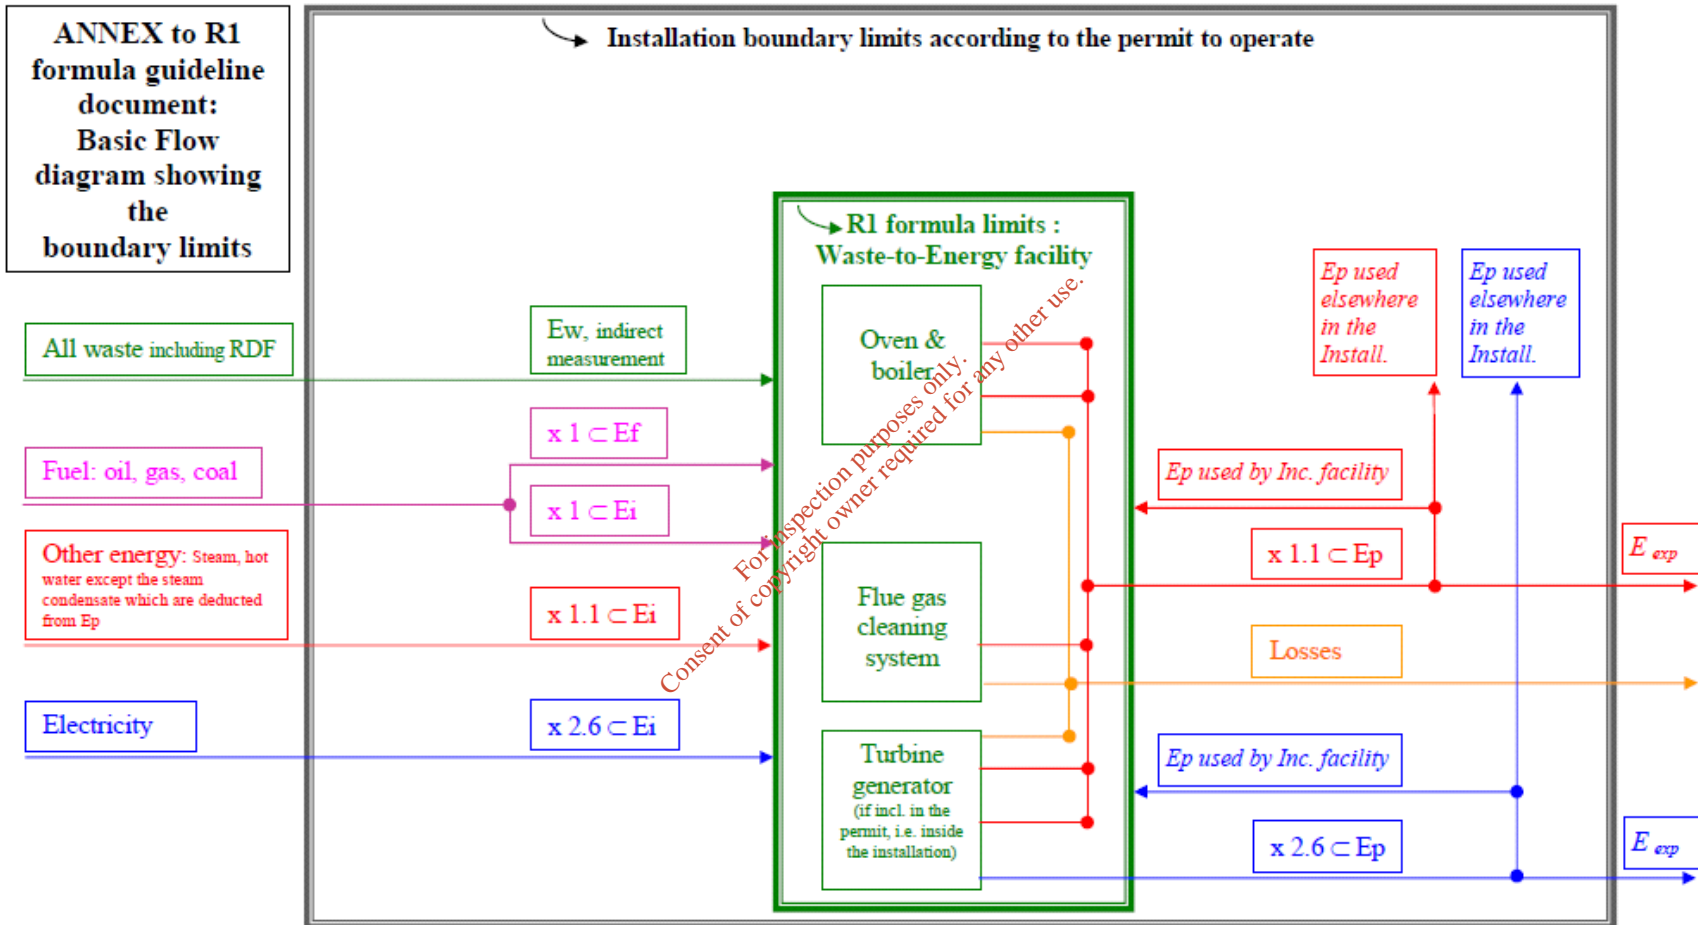 ANNEX to R1
formula guideline
document:
Basic Flow
diagram showing
the
boundary limits
Installation boundary limits according to the permit to operate
R1 formula limits :
Waste-to-Energy facility
All waste including RDF
Ew, indirect
measurement
Fuel: oil, gas, coal
x 1 ⊂ Ef
x 1 ⊂ Ei
Other energy: Steam, hot
water except the steam
condensate which are deducted
from Ep
x 1.1 ⊂ Ei
Electricity
x 2.6 ⊂ Ei
Oven &
boiler
Flue gas
cleaning
system
Turbine
generator
(if incl. in the
permit, i.e. inside
the installation)
For inspection purposes only.
Consent of copyright owner required for any other use.
Ep used
elsewhere
in the
Install.
Ep used
elsewhere
in the
Install.
Ep used by Inc. facility
x 1.1 ⊂ Ep
E exp
Losses
Ep used by Inc. facility
x 2.6 ⊂ Ep
E exp